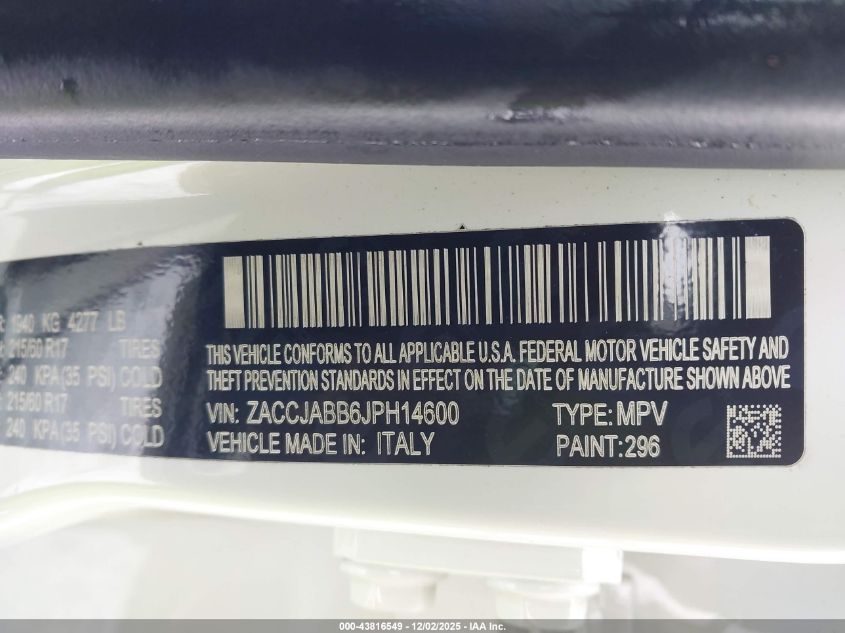 1940 KG 4277 LB
215/60 R17 TIRES
240 KPA(35 PSI) COLD
215/60 R17 TIRES
240 KPA(35 PSI) COLD
THIS VEHICLE CONFORMS TO ALL APPLICABLE U.S.A. FEDERAL MOTOR VEHICLE SAFETY AND
THEFT PREVENTION STANDARDS IN EFFECT ON THE DATE OF MANUFACTURE SHOWN ABOVE
VIN: ZACCJABB6JPH14600 TYPE: MPV
VEHICLE MADE IN: ITALY PAINT:296
000-43816549 - 12/02/2025 - IAA Inc.